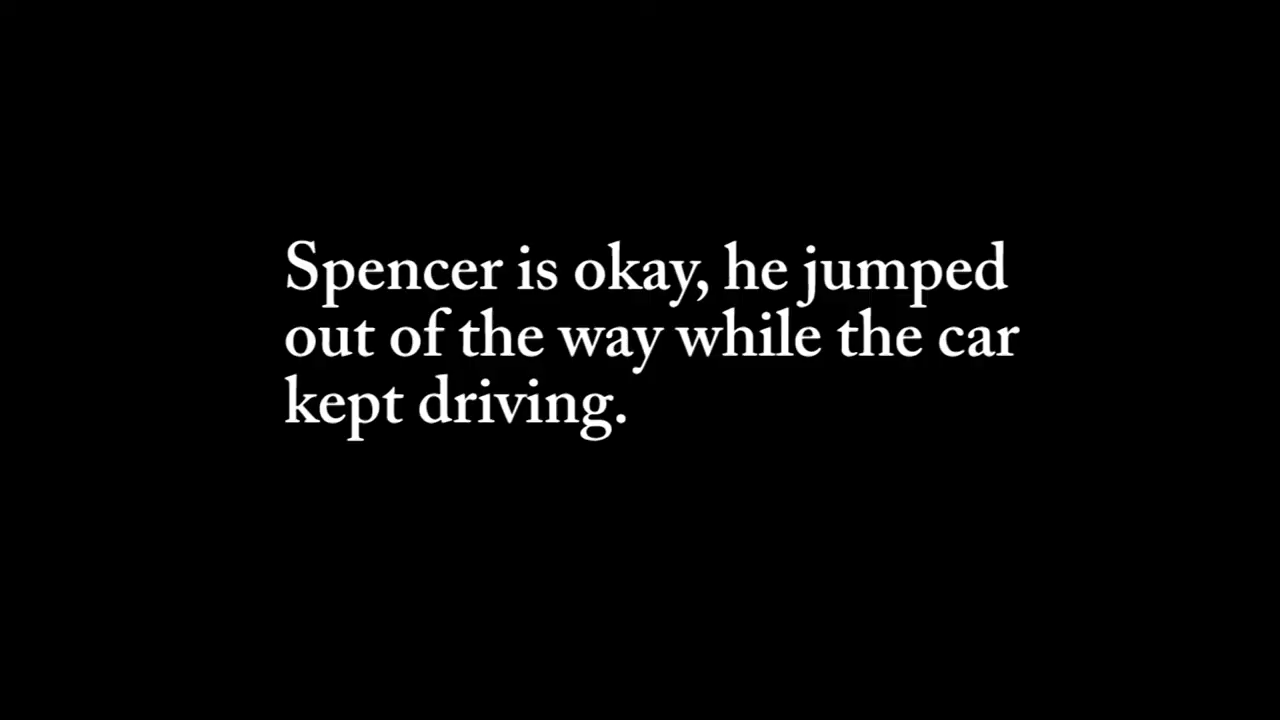 Spencer is okay, he jumped
out of the way while the car
kept driving.